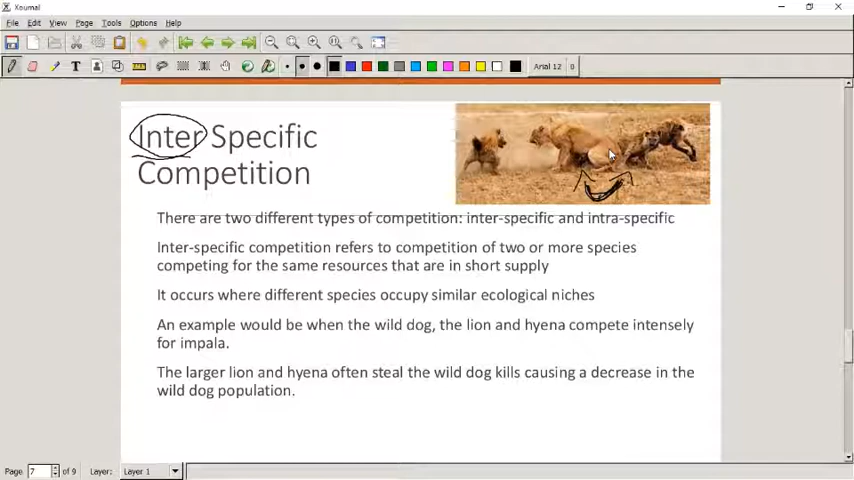 Xournal
File Edit View Page Tools Options Help
T Arial 12 0
Inter Specific
Competition
There are two different types of competition: inter-specific and intra-specific
Inter-specific competition refers to competition of two or more species
competing for the same resources that are in short supply
It occurs where different species occupy similar ecological niches
An example would be when the wild dog, the lion and hyena compete intensely
for impala.
The larger lion and hyena often steal the wild dog kills causing a decrease in the
wild dog population.
Page 7 of 9 Layer: Layer 1